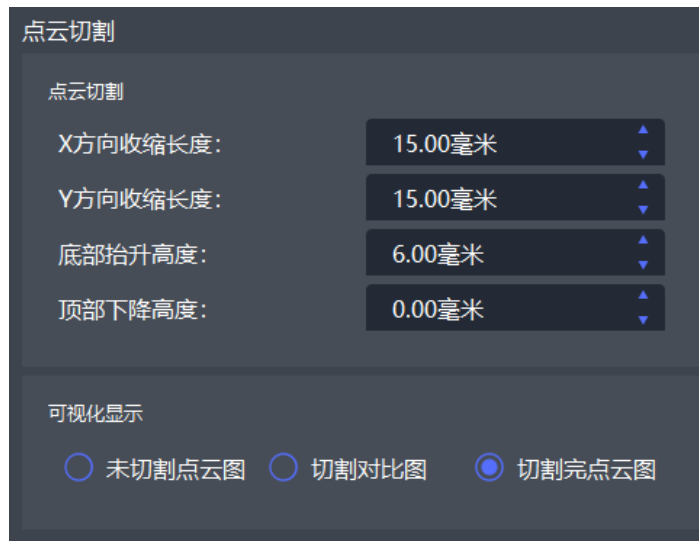 点云切割
点云切割
X方向收缩长度： 15.00毫米
Y方向收缩长度： 15.00毫米
底部抬升高度： 6.00毫米
顶部下降高度： 0.00毫米
可视化显示
未切割点云图 切割对比图 切割完点云图